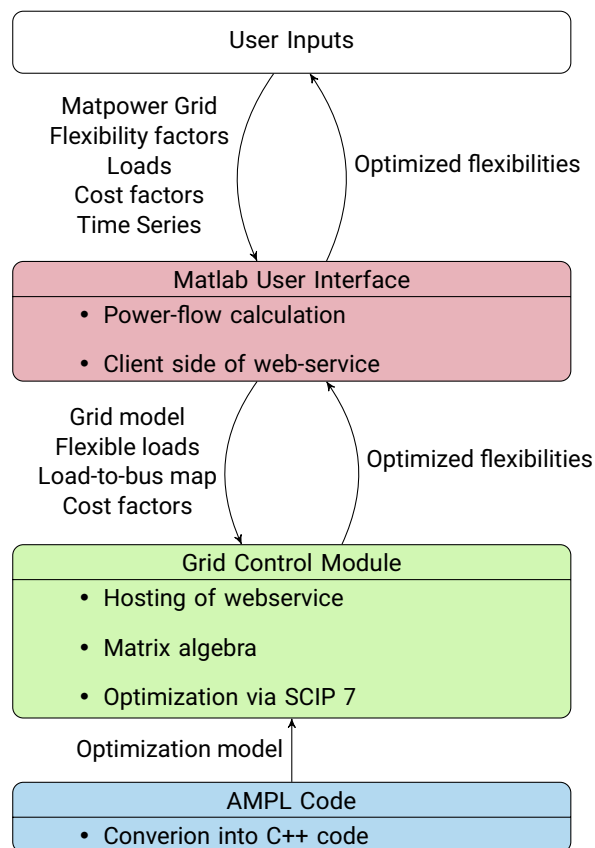 User Inputs
Matpower Grid
Flexibility factors
Loads
Cost factors
Time Series
Optimized flexibilities
Matlab User Interface
• Power-flow calculation
• Client side of web-service
Grid model
Flexible loads
Load-to-bus map
Cost factors
Optimized flexibilities
Grid Control Module
• Hosting of webservice
• Matrix algebra
• Optimization via SCIP 7
Optimization model
AMPL Code
• Converion into C++ code